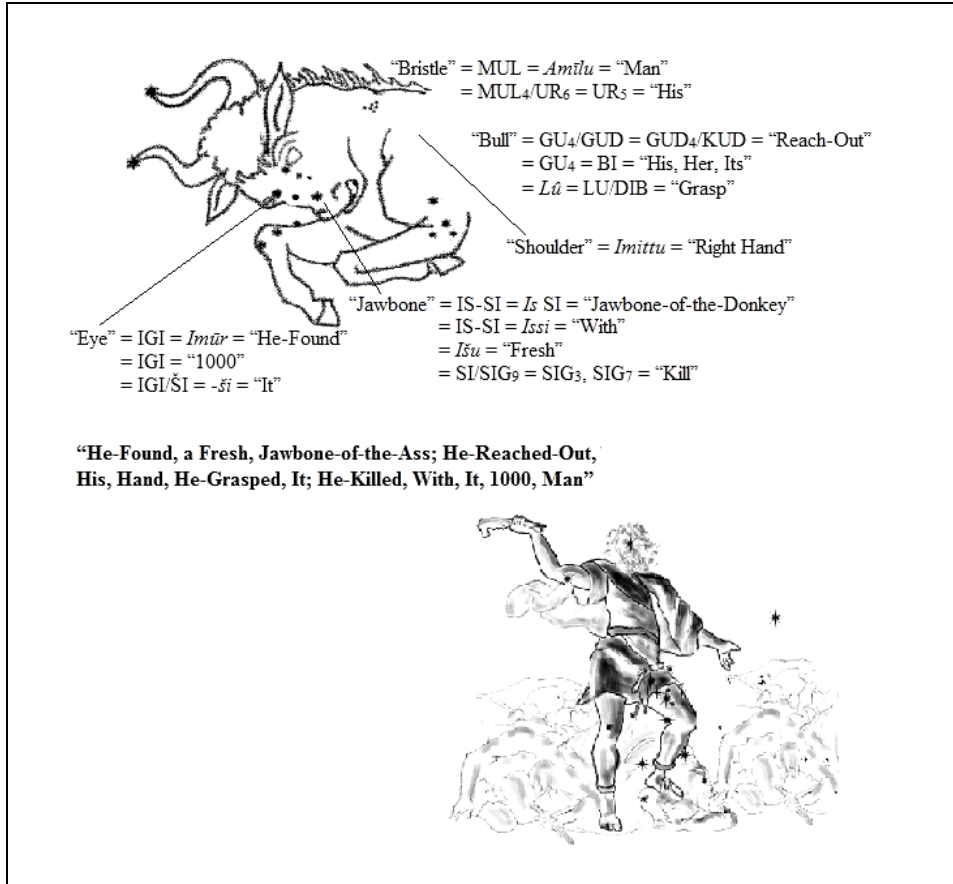 “Bristle” = MUL = Amīlu = “Man”
= MUL4/UR6 = UR5 = “His”
“Bull” = GU4/GUD = GUD4/KUD = “Reach-Out”
= GU4 = BI = “His, Her, Its”
= Lû = LU/DIB = “Grasp”
“Shoulder” = Imittu = “Right Hand”
“Jawbone” = IS-SI = Is SI = “Jawbone-of-the-Donkey”
= IS-SI = Issi = “With”
= Išu = “Fresh”
= SI/SIG9 = SIG3, SIG7 = “Kill”
“Eye” = IGI = Imūr = “He-Found”
= IGI = “1000”
= IGI/ŠI = -ši = “It”
“He-Found, a Fresh, Jawbone-of-the-Ass; He-Reached-Out,
His, Hand, He-Grasped, It; He-Killed, With, It, 1000, Man”